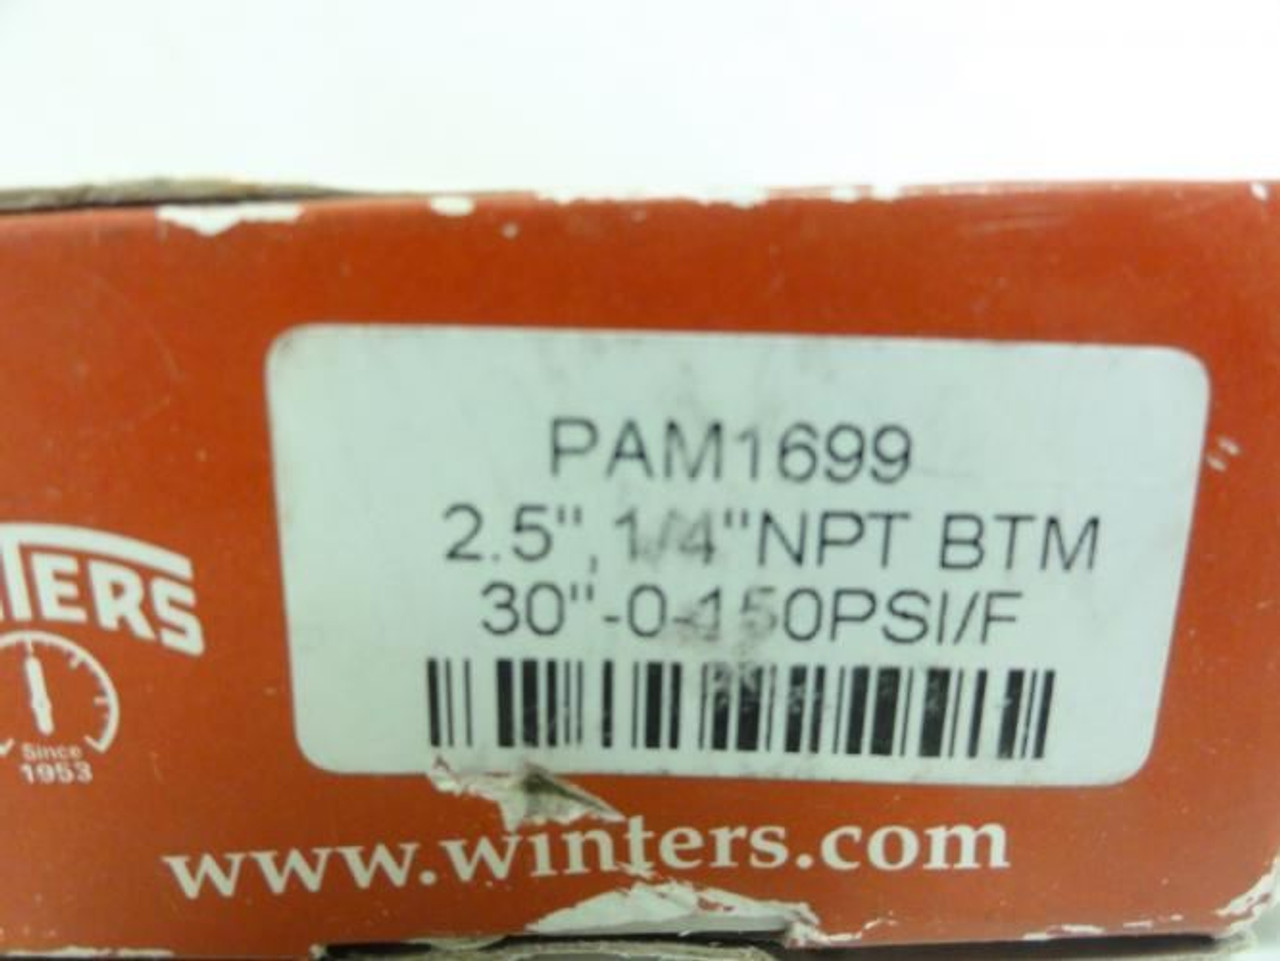 PAM1699
2.5",1/4"NPT BTM
30"-0-150PSI/F
Since
1953
www.winters.com